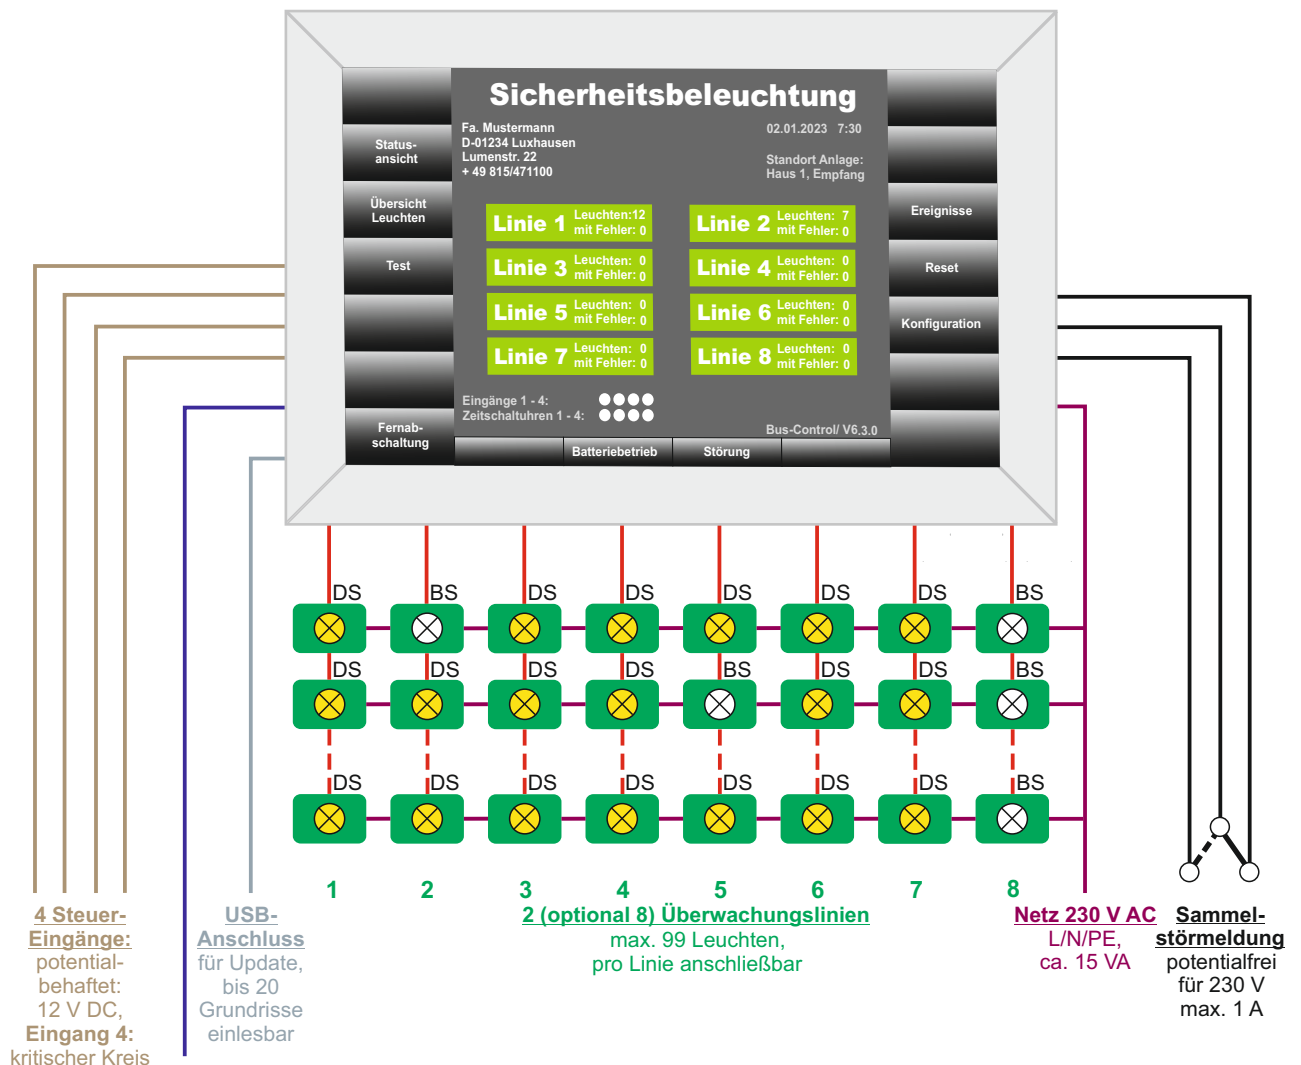 Sicherheitsbeleuchtung
Fa. Mustermann
D-01234 Luxhausen
Lumenstr. 22
+ 49 815/471100
02.01.2023 7:30
Standort Anlage:
Haus 1, Empfang
Status-
ansicht
Übersicht
Leuchten
Test
Fernab-
schaltung
Ereignisse
Reset
Konfiguration
Linie 1 Leuchten:12
mit Fehler: 0
Linie 2 Leuchten: 7
mit Fehler: 0
Linie 3 Leuchten: 0
mit Fehler: 0
Linie 4 Leuchten: 0
mit Fehler: 0
Linie 5 Leuchten: 0
mit Fehler: 0
Linie 6 Leuchten: 0
mit Fehler: 0
Linie 7 Leuchten: 0
mit Fehler: 0
Linie 8 Leuchten: 0
mit Fehler: 0
Eingänge 1 - 4:
Zeitschaltuhren 1 - 4:
Bus-Control/ V6.3.0
Batteriebetrieb Störung
DS BS DS DS DS DS DS BS
DS DS DS DS BS DS DS BS
DS DS DS DS DS DS DS BS
1 2 3 4 5 6 7 8
4 Steuer-
Eingänge:
potential-
behaftet:
12 V DC,
Eingang 4:
kritischer Kreis
USB-
Anschluss
für Update,
bis 20
Grundrisse
einlesbar
2 (optional 8) Überwachungslinien
max. 99 Leuchten,
pro Linie anschließbar
Netz 230 V AC
L/N/PE,
ca. 15 VA
Sammel-
störmeldung
potentialfrei
für 230 V
max. 1 A